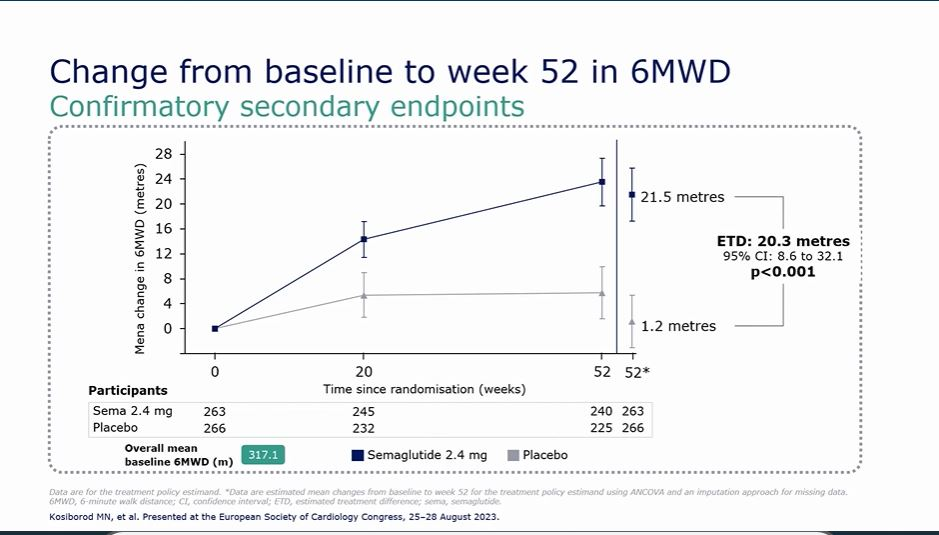 Change from baseline to week 52 in 6MWD
Confirmatory secondary endpoints
Mena change in 6MWD (metres)
28
24
20
16
12
8
4
0
21.5 metres
ETD: 20.3 metres
95% CI: 8.6 to 32.1
p<0.001
1.2 metres
0 20 52 52*
Time since randomisation (weeks)
Participants
Sema 2.4 mg 263 245 240 263
Placebo 266 232 225 266
Overall mean
baseline 6MWD (m) 317.1
Semaglutide 2.4 mg Placebo
Data are for the treatment policy estimand. *Data are estimated mean changes from baseline to week 52 for the treatment policy estimand using ANCOVA and an imputation approach for missing data.
6MWD, 6-minute walk distance; CI, confidence interval; ETD, estimated treatment difference; sema, semaglutide.
Kosiborod MN, et al. Presented at the European Society of Cardiology Congress, 25–28 August 2023.